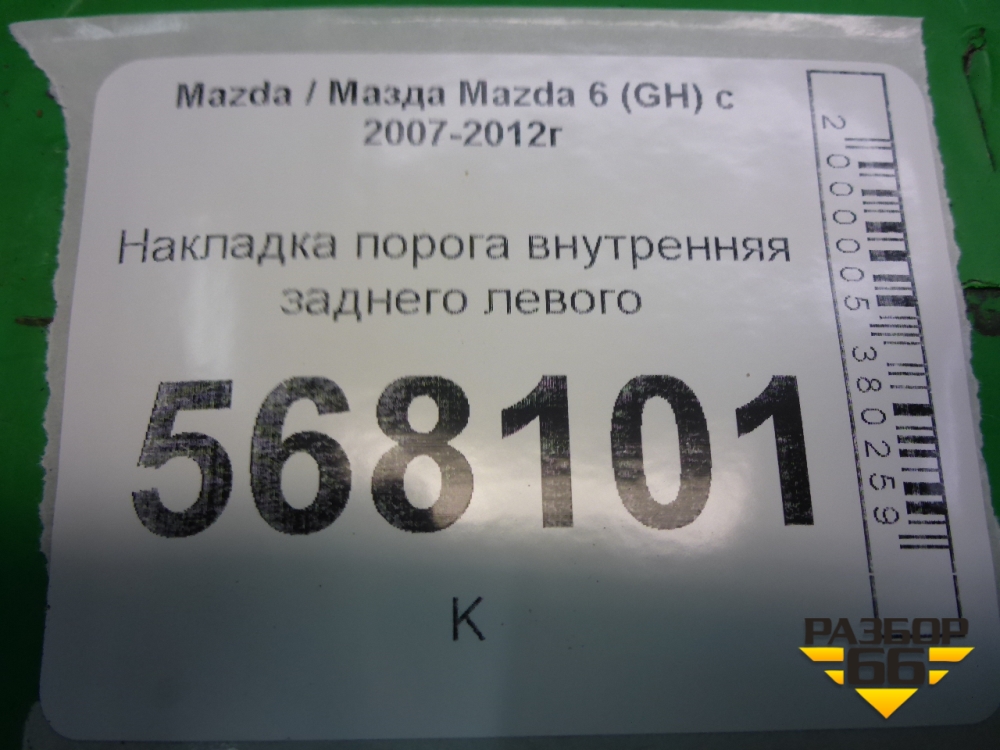 Mazda / Мазда Mazda 6 (GH) с
2007-2012г
Накладка порога внутренняя
заднего левого
568101
К
2000005380259
РАЗБОР
66